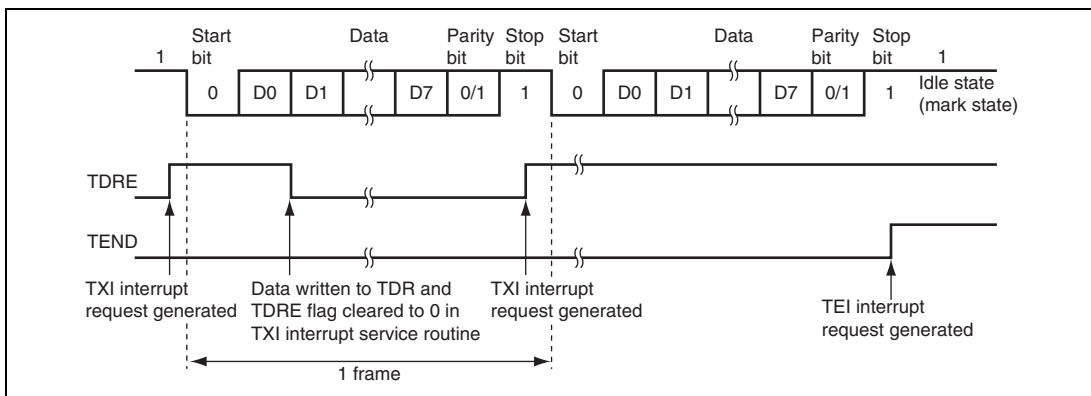 Start bit
Data
Parity bit
Stop bit
Start bit
Data
Parity bit
Stop bit
1
1
0
D0
D1
D7
0/1
1
0
D0
D1
D7
0/1
1
Idle state
(mark state)
TDRE
TEND
TXI interrupt
request generated
Data written to TDR and
TDRE flag cleared to 0 in
TXI interrupt service routine
TXI interrupt
request generated
TEI interrupt
request generated
1 frame